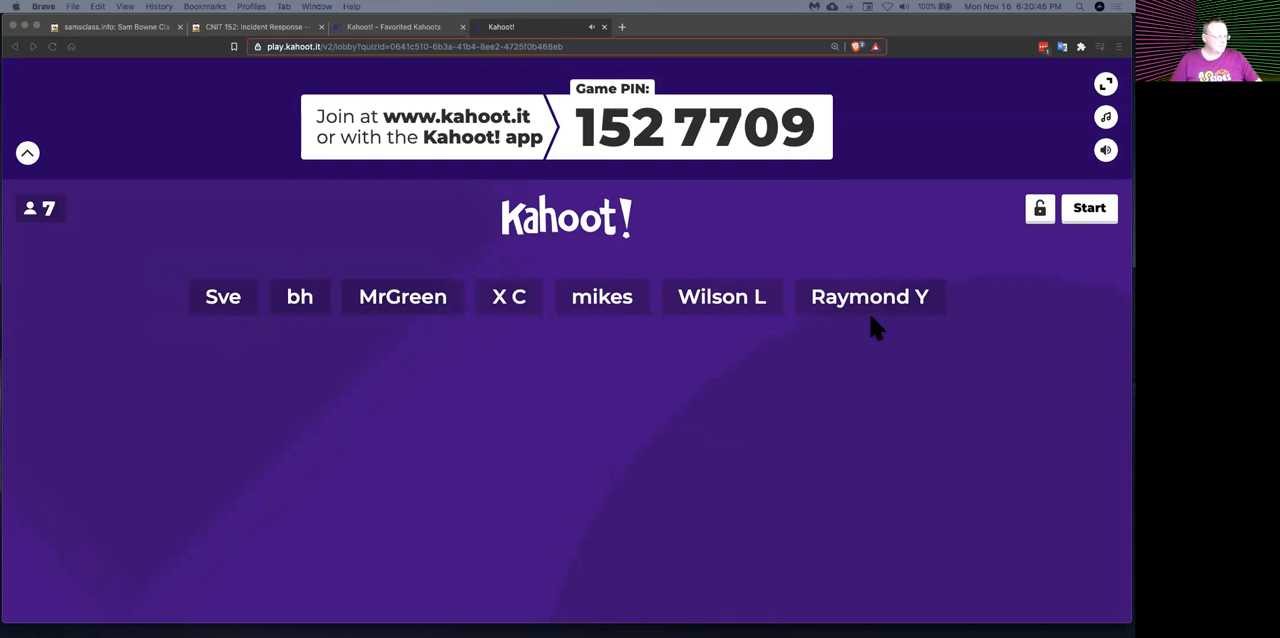 Brave File Edit View History Bookmarks Profiles Tab Window Help 100% Mon Nov 16 6:20:48 PM
samsclass.info: Sam Bowne Cla CNIT 152: Incident Response Kahoot! - Favorited Kahoots Kahoot!
play.kahoot.it/v2/lobby?quizId=0641c510-6b3a-41b4-8ee2-4725f0b468eb
Game PIN:
Join at www.kahoot.it
or with the Kahoot! app
152 7709
7
Kahoot!
Start
Sve bh MrGreen X C mikes Wilson L Raymond Y